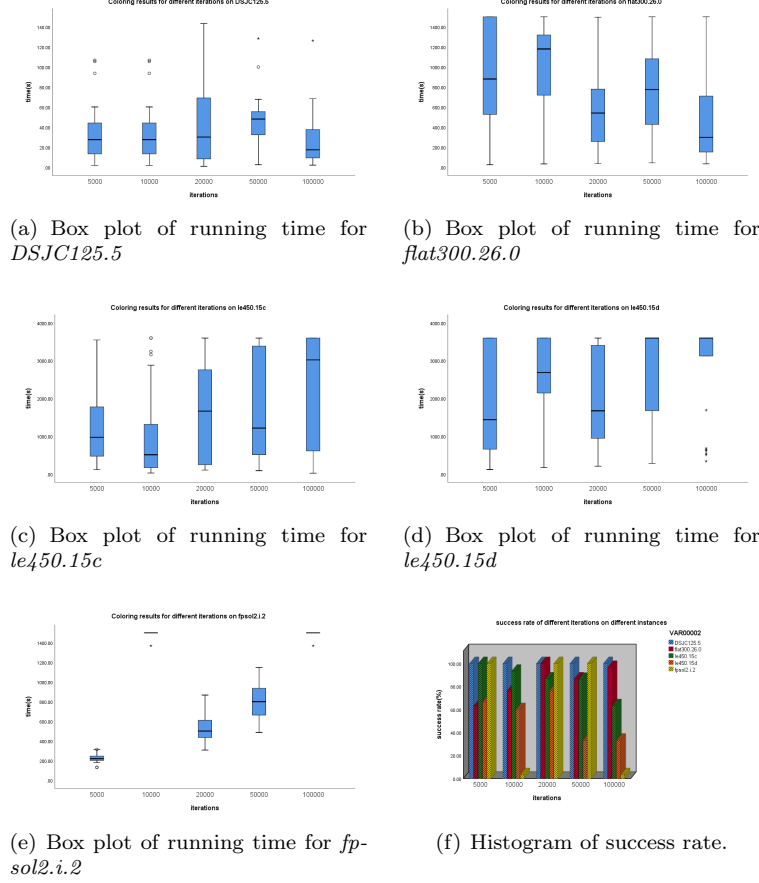 Coloring results for different iterations on DSJC125.5
Coloring results for different iterations on flat300.26.0
140.00
120.00
100.00
80.00
60.00
40.00
20.00
.00
time(s)
5000 10000 20000 50000 100000
iterations
1400.00
1200.00
1000.00
800.00
600.00
400.00
200.00
.00
time(s)
5000 10000 20000 50000 100000
iterations
(a) Box plot of running time for
DSJC125.5
(b) Box plot of running time for
flat300.26.0
Coloring results for different iterations on le450.15c
4000.00
3000.00
2000.00
1000.00
.00
time(s)
5000 10000 20000 50000 100000
iterations
Coloring results for different iterations on le450.15d
4000.00
3000.00
2000.00
1000.00
.00
time(s)
5000 10000 20000 50000 100000
iterations
(c) Box plot of running time for
le450.15c
(d) Box plot of running time for
le450.15d
Coloring results for different iterations on fpsol2.i.2
1400.00
1200.00
1000.00
800.00
600.00
400.00
200.00
.00
time(s)
5000 10000 20000 50000 100000
iterations
success rate of different iterations on different instances
VAR00002
DSJC125.5
flat300.26.0
le450.15c
le450.15d
fpsol2.i.2
100.00
80.00
60.00
40.00
20.00
0.00
success rate(%)
5000 10000 20000 50000 100000
iterations
(e) Box plot of running time for fp-
sol2.i.2
(f) Histogram of success rate.